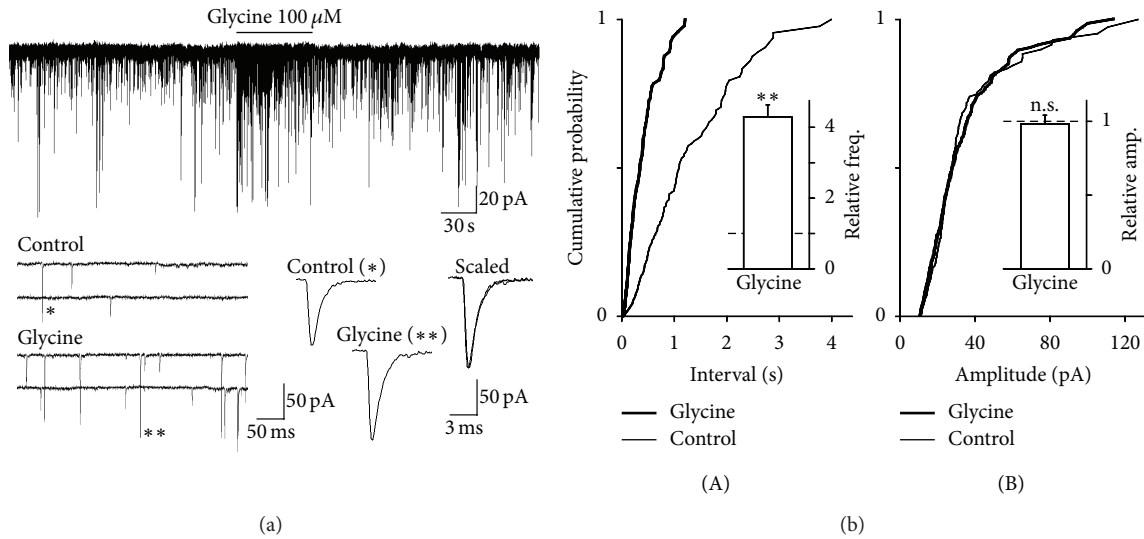 Glycine 100 μM
20 pA
30 s
Control
*
Glycine
**
50 pA
50 ms
Control (*)
Glycine (**)
Scaled
50 pA
3 ms
(a)
Cumulative probability
1
0
0 1 2 3 4
Interval (s)
**
4
2
0
Relative freq.
Glycine
Glycine
Control
(A)
1
0
0 40 80 120
Amplitude (pA)
n.s.
1
0
Relative amp.
Glycine
Glycine
Control
(B)
(b)